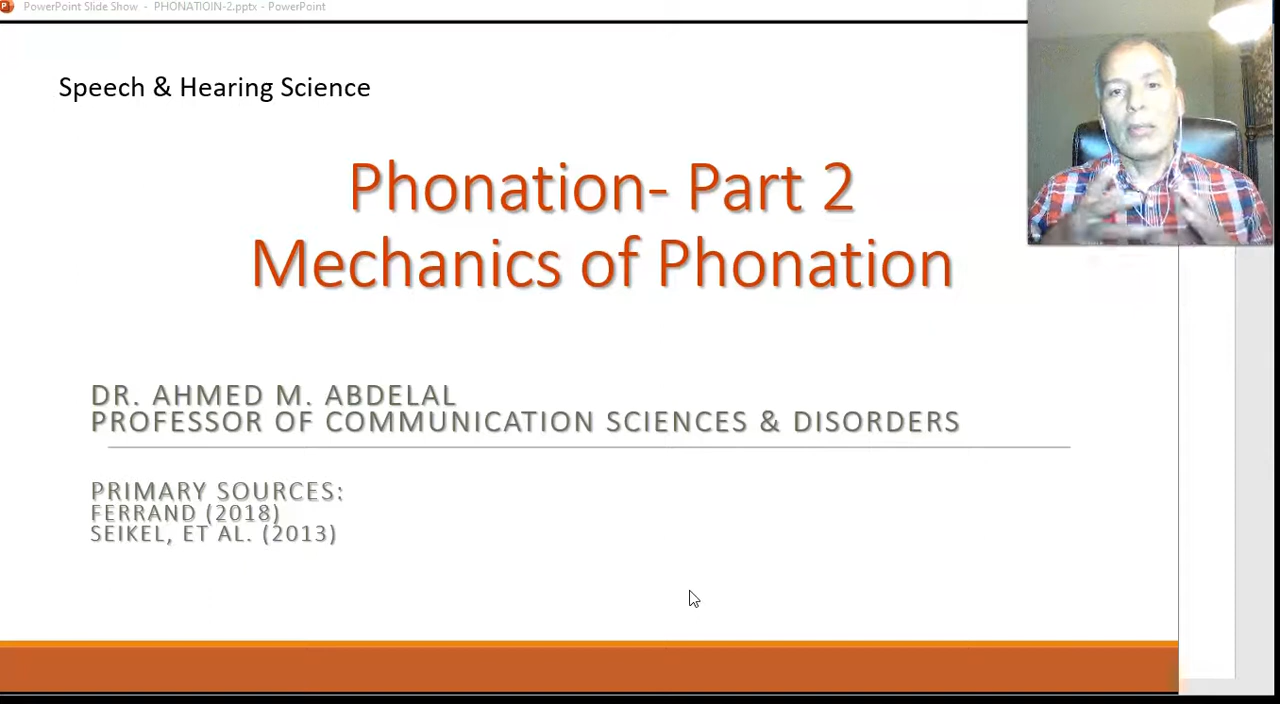 PowerPoint Slide Show - PHONATIOIN-2.pptx - PowerPoint
Speech & Hearing Science
Phonation- Part 2
Mechanics of Phonation
DR. AHMED M. ABDELAL
PROFESSOR OF COMMUNICATION SCIENCES & DISORDERS
PRIMARY SOURCES:
FERRAND (2018)
SEIKEL, ET AL. (2013)